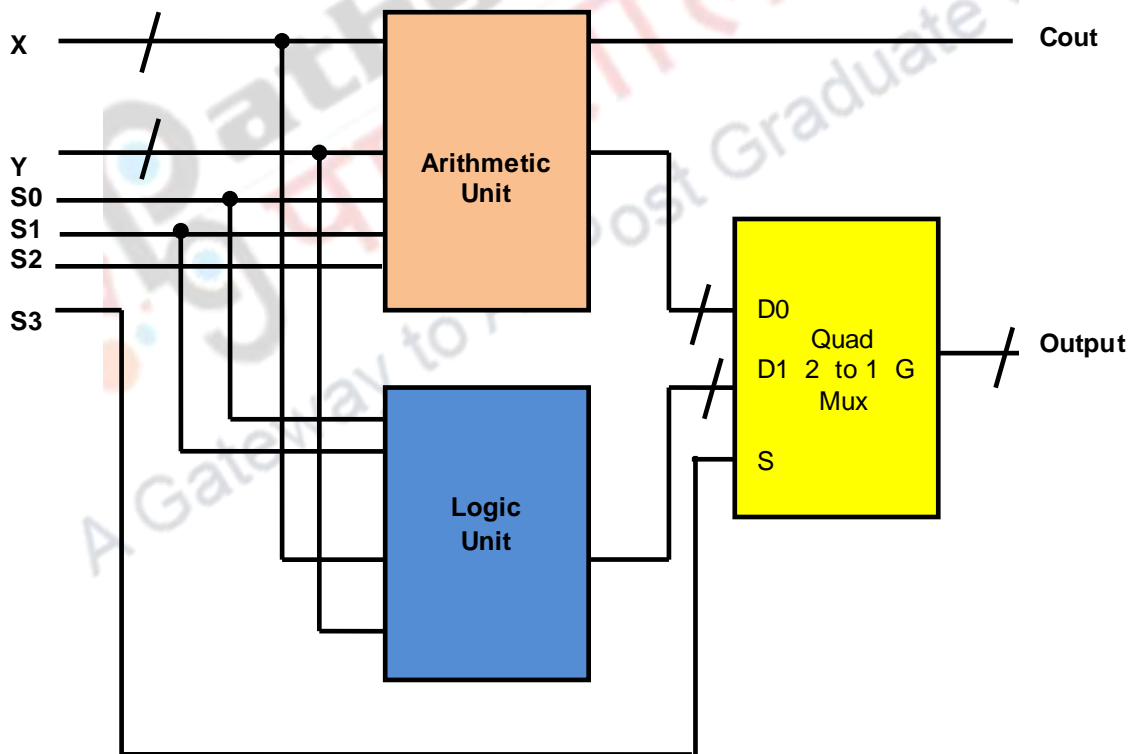 X
Cout
Y
Arithmetic
Unit
S0
S1
S2
S3
D0
Quad
D1 2 to 1 G
Mux
Output
S
Logic
Unit
A Gateway to A Post Graduate